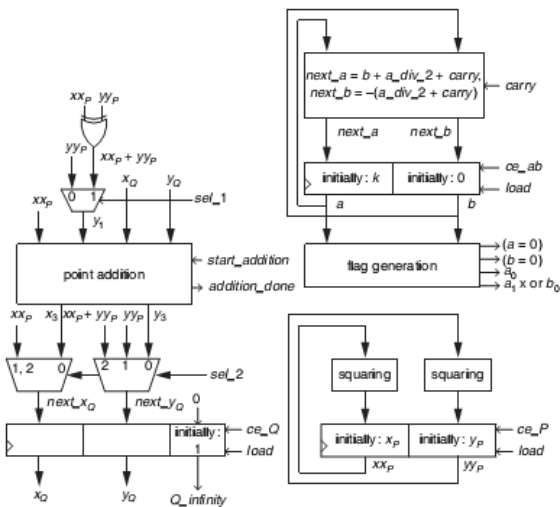 xx_P yy_P
yy_P xx_P + yy_P
xx_P 0 1 x_Q y_Q sel_1
y_1
point addition
start_addition
addition_done
xx_P x_3 xx_P + yy_P yy_P y_3
1, 2 0 2 1 0
sel_2
next_x_Q next_y_Q 0
initially: 1
ce_Q
load
x_Q y_Q Q_infinity
next_a = b + a_div_2 + carry,
next_b = –(a_div_2 + carry)
carry
next_a next_b
initially: k initially: 0
ce_ab
load
a b
flag generation
(a = 0)
(b = 0)
a_0
a_1 x or b_0
squaring squaring
initially: x_P initially: y_P
ce_P
load
xx_P yy_P